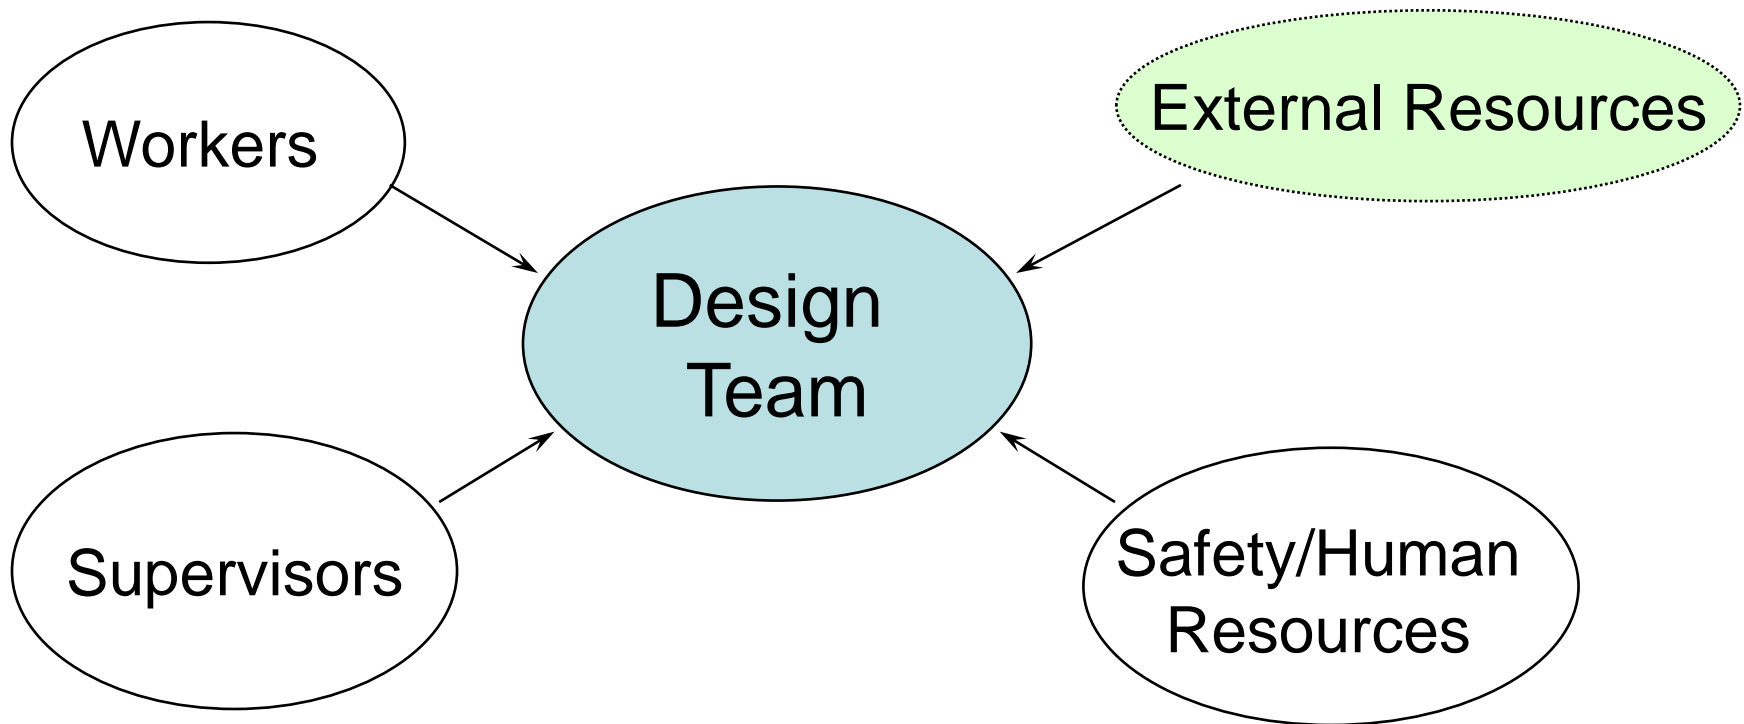 Workers
External Resources
Design
Team
Supervisors
Safety/Human
Resources